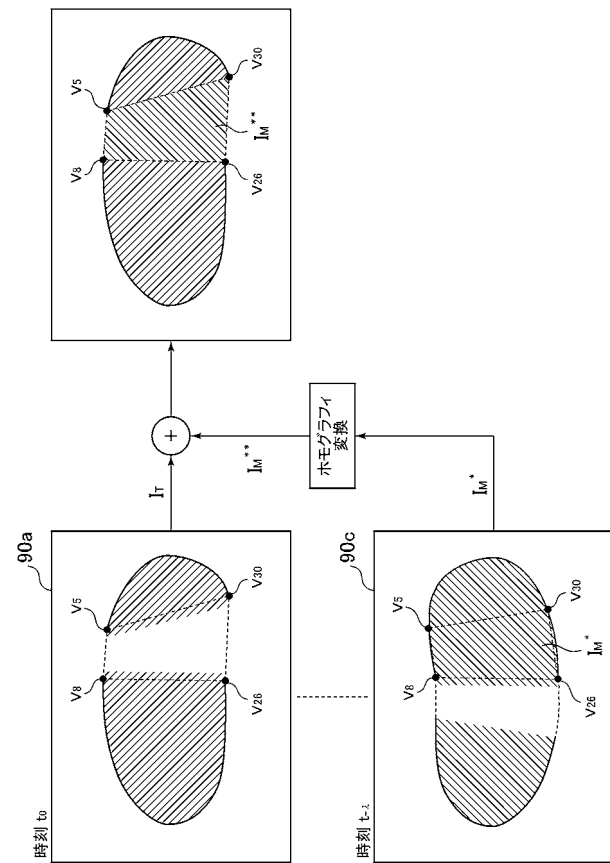 時刻 t0
90a
V8
V5
V26
V30
IT
+
V8
V5
V26
V30
IM**
IM**
ホモグラフィ
変換
時刻 t-λ
90c
V8
V5
V26
V30
IM*
IM*